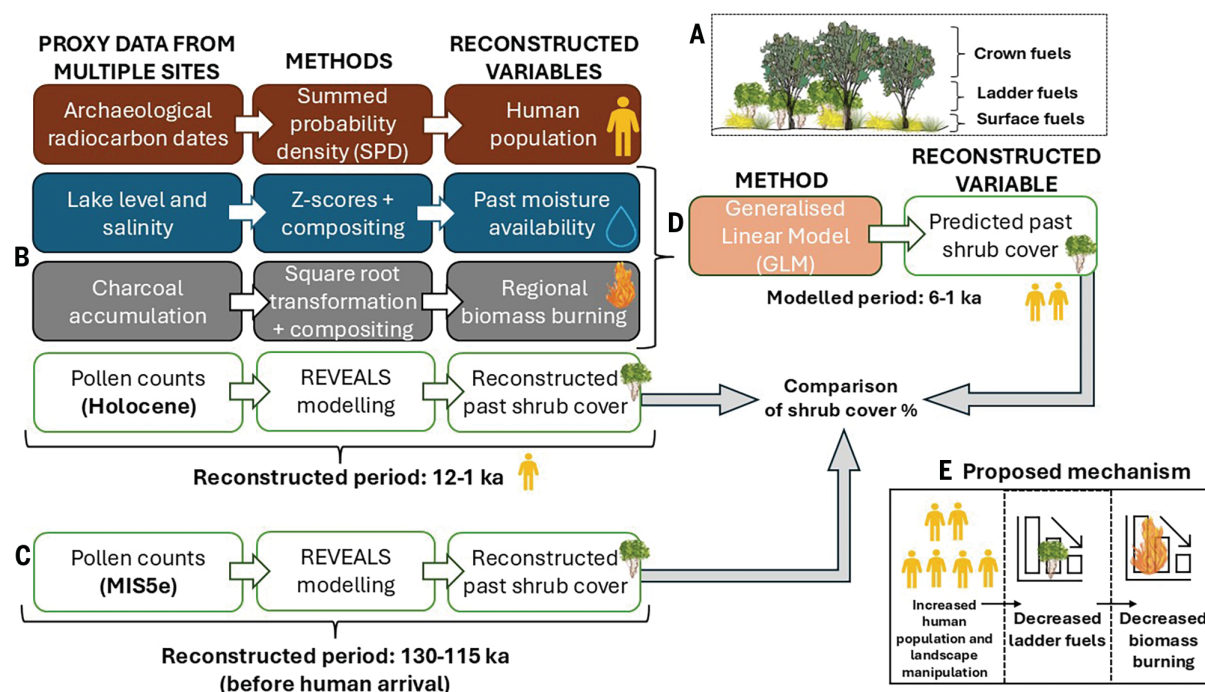 A
Crown fuels
Ladder fuels
Surface fuels
PROXY DATA FROM
MULTIPLE SITES
METHODS
RECONSTRUCTED
VARIABLES
Archaeological
radiocarbon dates
Summed
probability
density (SPD)
Human
population
B
Lake level and
salinity
Z-scores +
compositing
Past moisture
availability
Charcoal
accumulation
Square root
transformation
+ compositing
Regional
biomass burning
Pollen counts
(Holocene)
REVEALS
modelling
Reconstructed
past shrub cover
Reconstructed period: 12-1 ka
C
Pollen counts
(MIS5e)
REVEALS
modelling
Reconstructed
past shrub cover
Reconstructed period: 130-115 ka
(before human arrival)
D
METHOD
RECONSTRUCTED
VARIABLE
Generalised
Linear Model
(GLM)
Predicted past
shrub cover
Modelled period: 6-1 ka
Comparison
of shrub cover %
E Proposed mechanism
Increased
human
population and
landscape
manipulation
Decreased
ladder fuels
Decreased
biomass
burning